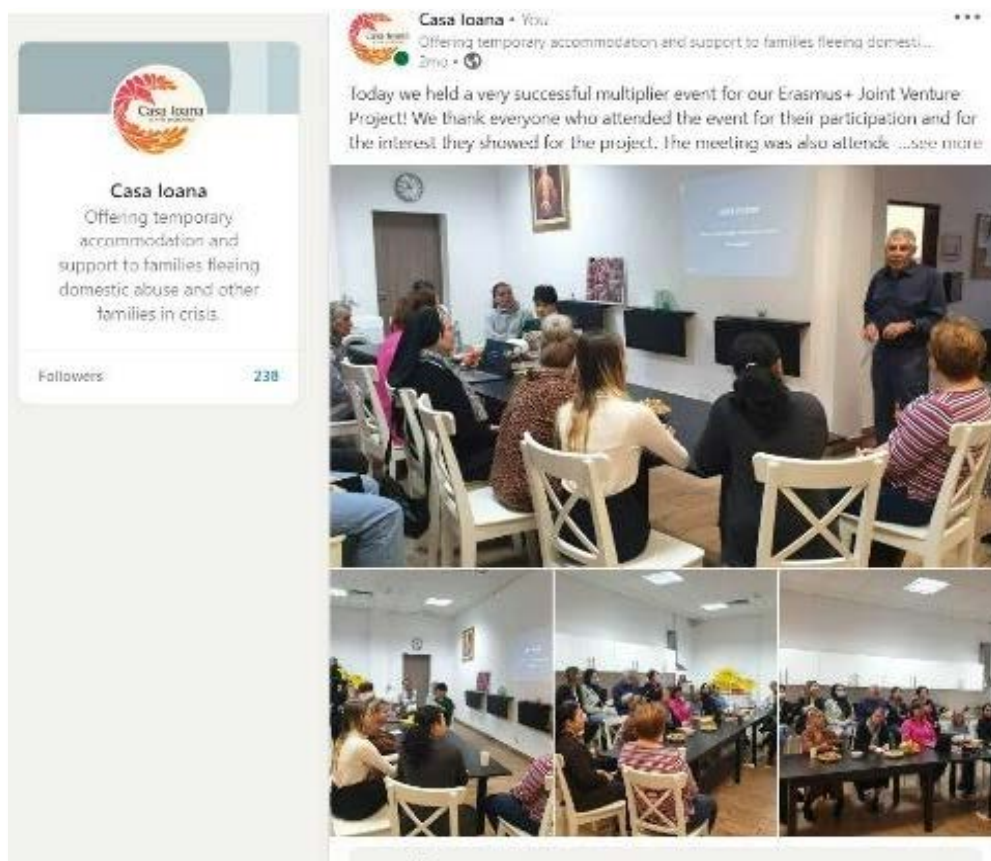 Casa Ioana
Casa Ioana
Offering temporary
accommodation and
support to families fleeing
domestic abuse and other
families in crisis.
Followers 238
Casa Ioana • You
Offering temporary accommodation and support to families fleeing domesti...
2mo •
Today we held a very successful multiplier event for our Erasmus+ Joint Venture
Project! We thank everyone who attended the event for their participation and for
the interest they showed for the project. The meeting was also attende ...see more